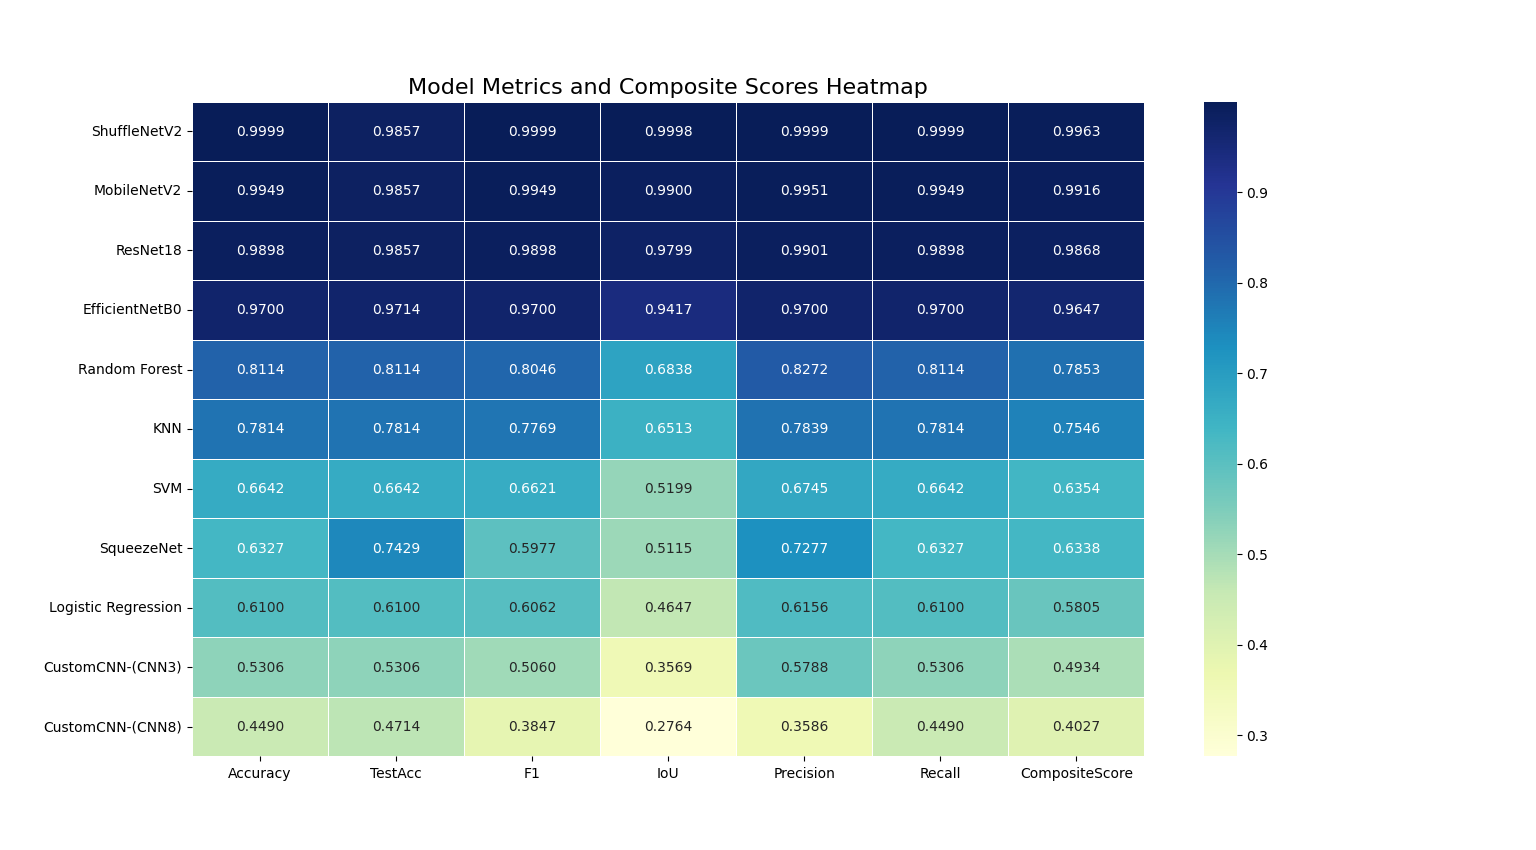 Model Metrics and Composite Scores Heatmap
ShuffleNetV2 0.9999 0.9857 0.9999 0.9998 0.9999 0.9999 0.9963
MobileNetV2 0.9949 0.9857 0.9949 0.9900 0.9951 0.9949 0.9916
0.9
ResNet18 0.9898 0.9857 0.9898 0.9799 0.9901 0.9898 0.9868
0.8
EfficientNetB0 0.9700 0.9714 0.9700 0.9417 0.9700 0.9700 0.9647
Random Forest 0.8114 0.8114 0.8046 0.6838 0.8272 0.8114 0.7853
0.7
KNN 0.7814 0.7814 0.7769 0.6513 0.7839 0.7814 0.7546
0.6
SVM 0.6642 0.6642 0.6621 0.5199 0.6745 0.6642 0.6354
SqueezeNet 0.6327 0.7429 0.5977 0.5115 0.7277 0.6327 0.6338
0.5
Logistic Regression 0.6100 0.6100 0.6062 0.4647 0.6156 0.6100 0.5805
0.4
CustomCNN-(CNN3) 0.5306 0.5306 0.5060 0.3569 0.5788 0.5306 0.4934
CustomCNN-(CNN8) 0.4490 0.4714 0.3847 0.2764 0.3586 0.4490 0.4027
0.3
Accuracy TestAcc F1 IoU Precision Recall CompositeScore